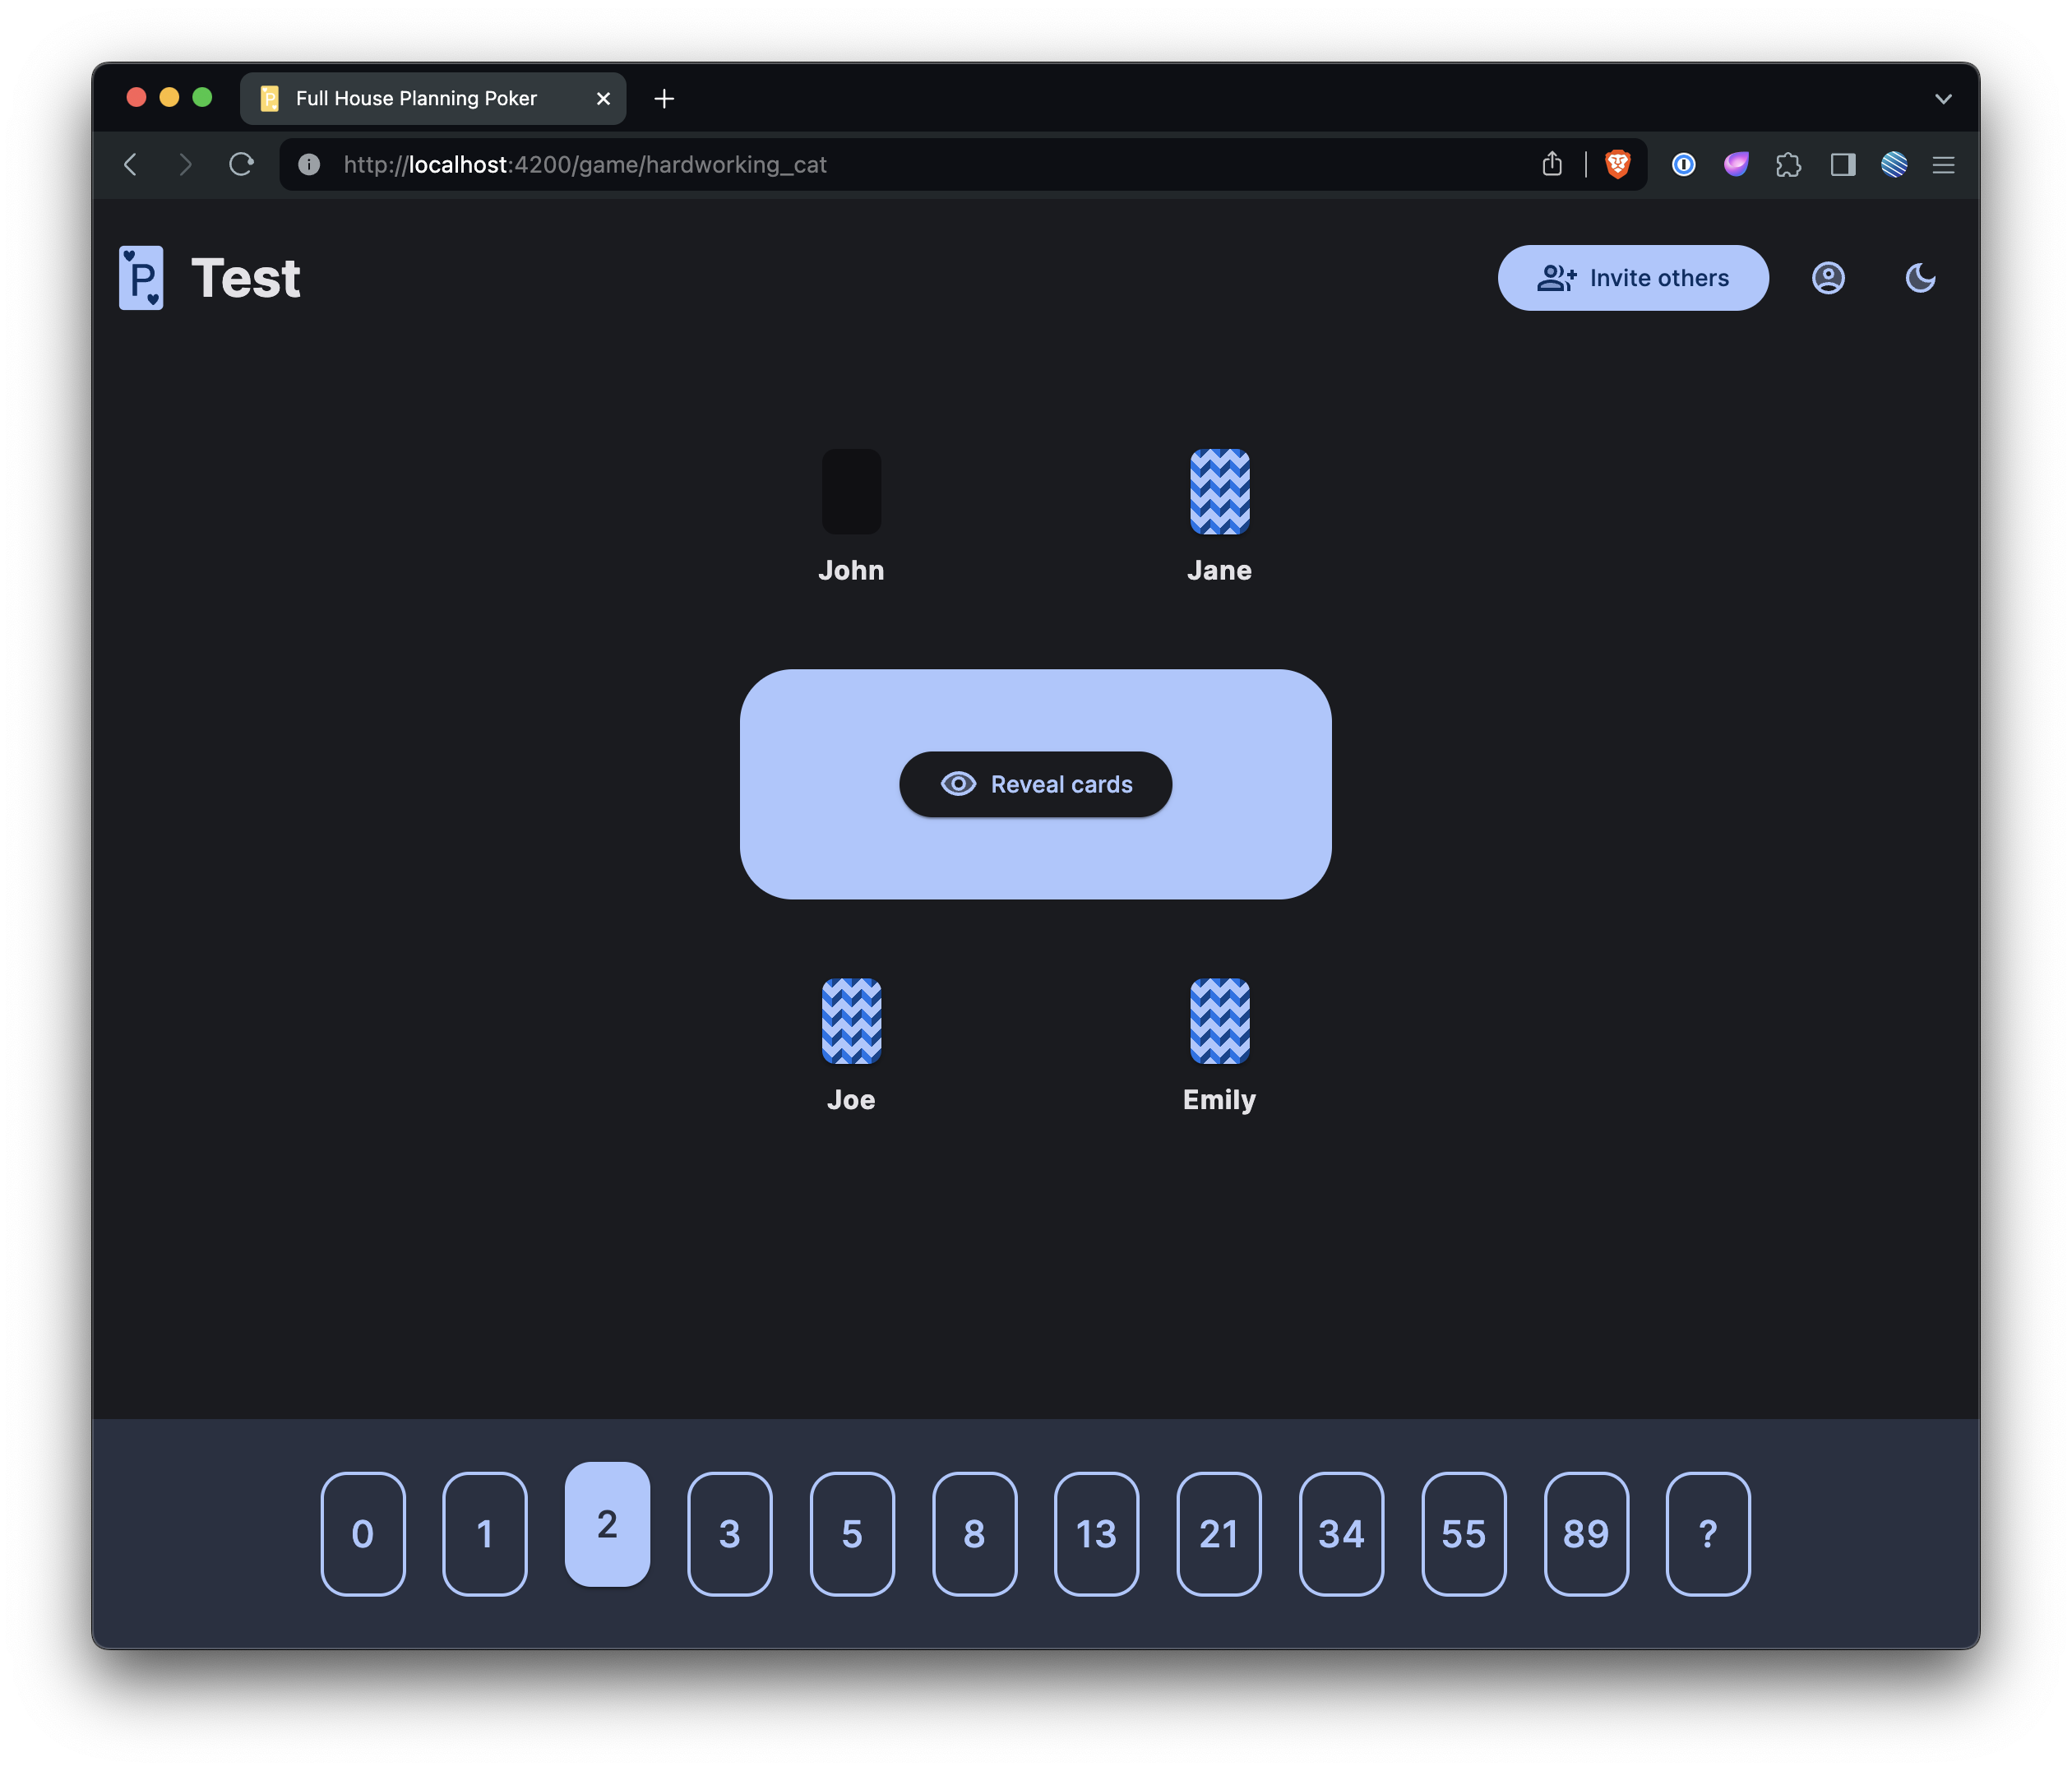 Full House Planning Poker
http://localhost:4200/game/hardworking_cat
P Test
Invite others
John
Jane
Reveal cards
Joe
Emily
0 1 2 3 5 8 13 21 34 55 89 ?